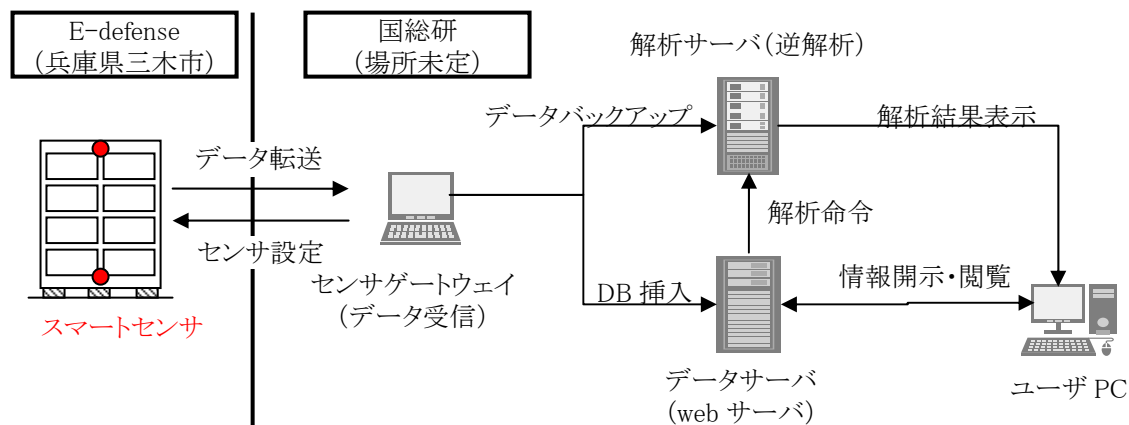 E-defense
(兵庫県三木市)
国総研
(場所未定)
解析サーバ(逆解析)
データバックアップ
解析結果表示
データ転送
解析命令
センサ設定
センサゲートウェイ
(データ受信)
DB 挿入
情報開示・閲覧
スマートセンサ
データサーバ
(web サーバ)
ユーザ PC